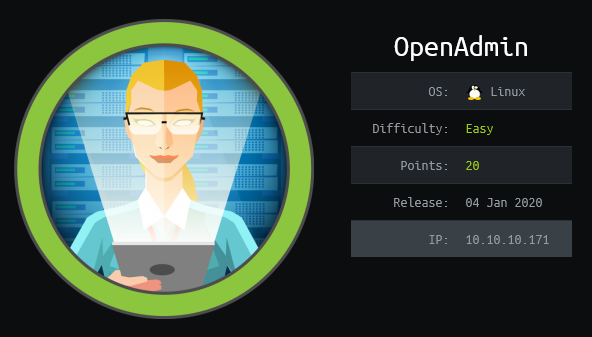 OpenAdmin
OS: Linux
Difficulty: Easy
Points: 20
Release: 04 Jan 2020
IP: 10.10.10.171